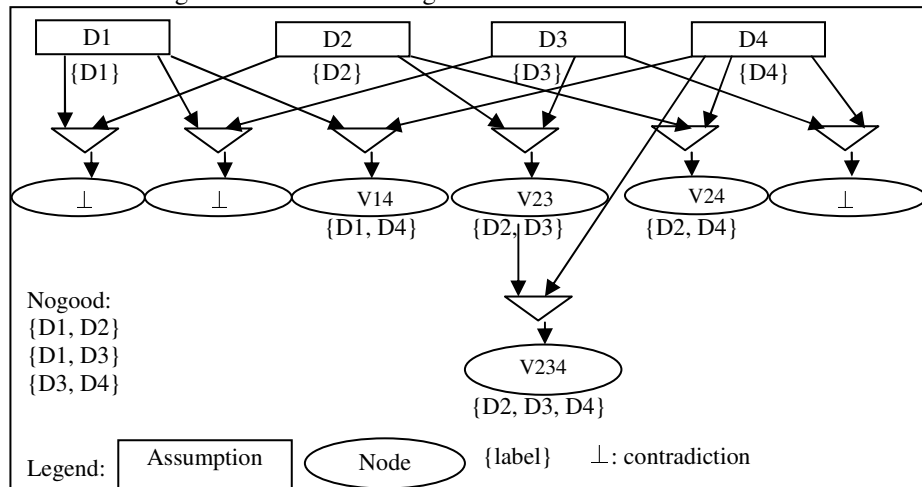 D1 D2 D3 D4
{D1} {D2} {D3} {D4}
⊥ ⊥ V14 V23 V24 ⊥
{D1, D4} {D2, D3} {D2, D4}
Nogood:
{D1, D2}
{D1, D3}
{D3, D4}
V234
{D2, D3, D4}
Legend: Assumption Node {label} ⊥: contradiction